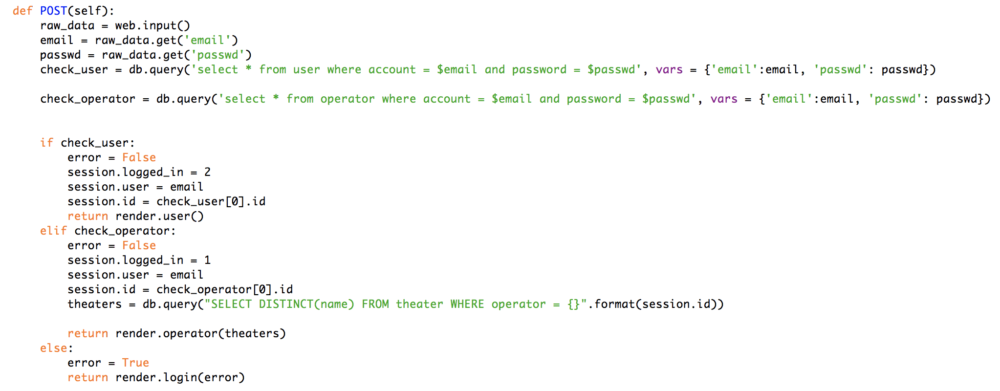 def POST(self):
    raw_data = web.input()
    email = raw_data.get('email')
    passwd = raw_data.get('passwd')
    check_user = db.query('select * from user where account = $email and password = $passwd', vars = {'email':email, 'passwd': passwd})
    check_operator = db.query('select * from operator where account = $email and password = $passwd', vars = {'email':email, 'passwd': passwd})
    if check_user:
        error = False
        session.logged_in = 2
        session.user = email
        session.id = check_user[0].id
        return render.user()
    elif check_operator:
        error = False
        session.logged_in = 1
        session.user = email
        session.id = check_operator[0].id
        theaters = db.query("SELECT DISTINCT(name) FROM theater WHERE operator = {}".format(session.id))
        return render.operator(theaters)
    else:
        error = True
        return render.login(error)